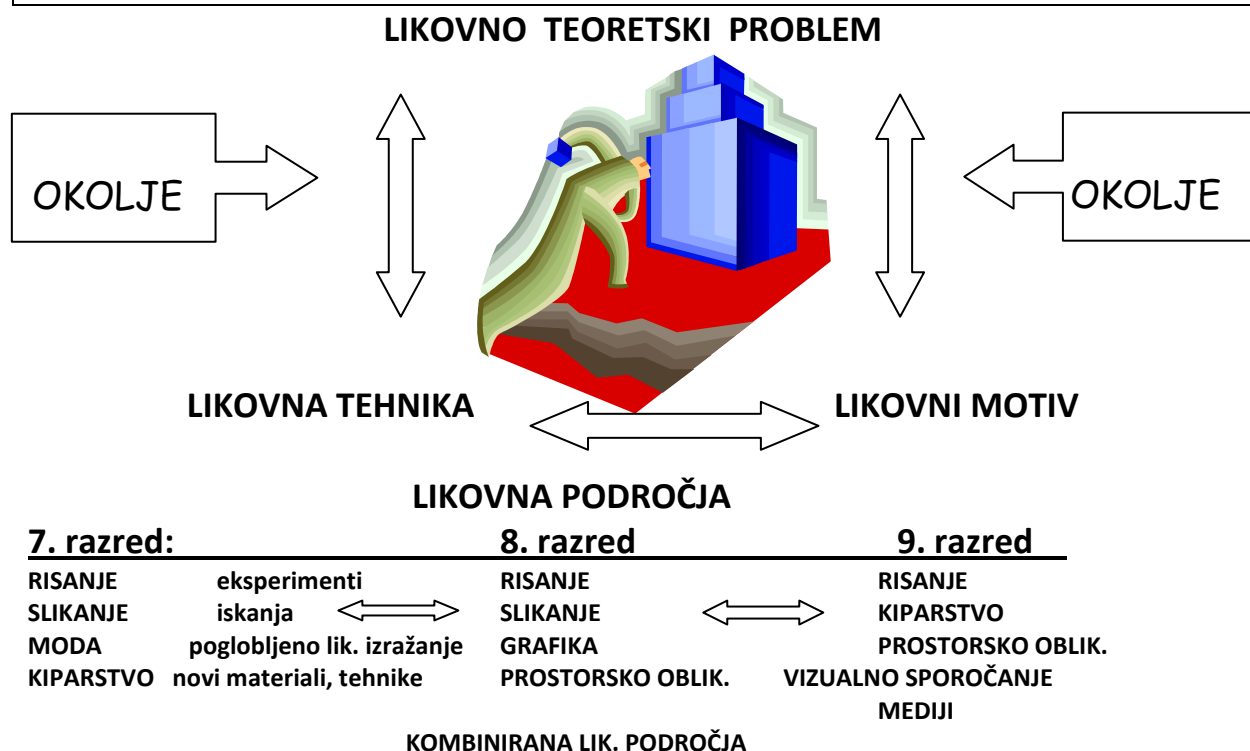 LIKOVNO TEORETSKI PROBLEM
OKOLJE
OKOLJE
LIKOVNA TEHNIKA LIKOVNI MOTIV
LIKOVNA PODROČJA
7. razred: 8. razred 9. razred
RISANJE eksperimenti RISANJE RISANJE
SLIKANJE iskanja SLIKANJE KIPARSTVO
MODA poglobljeno lik. izražanje GRAFIKA PROSTORSKO OBLIK.
KIPARSTVO novi materiali, tehnike PROSTORSKO OBLIK. VIZUALNO SPOROČANJE
MEDIJI
KOMBINIRANA LIK. PODROČJA